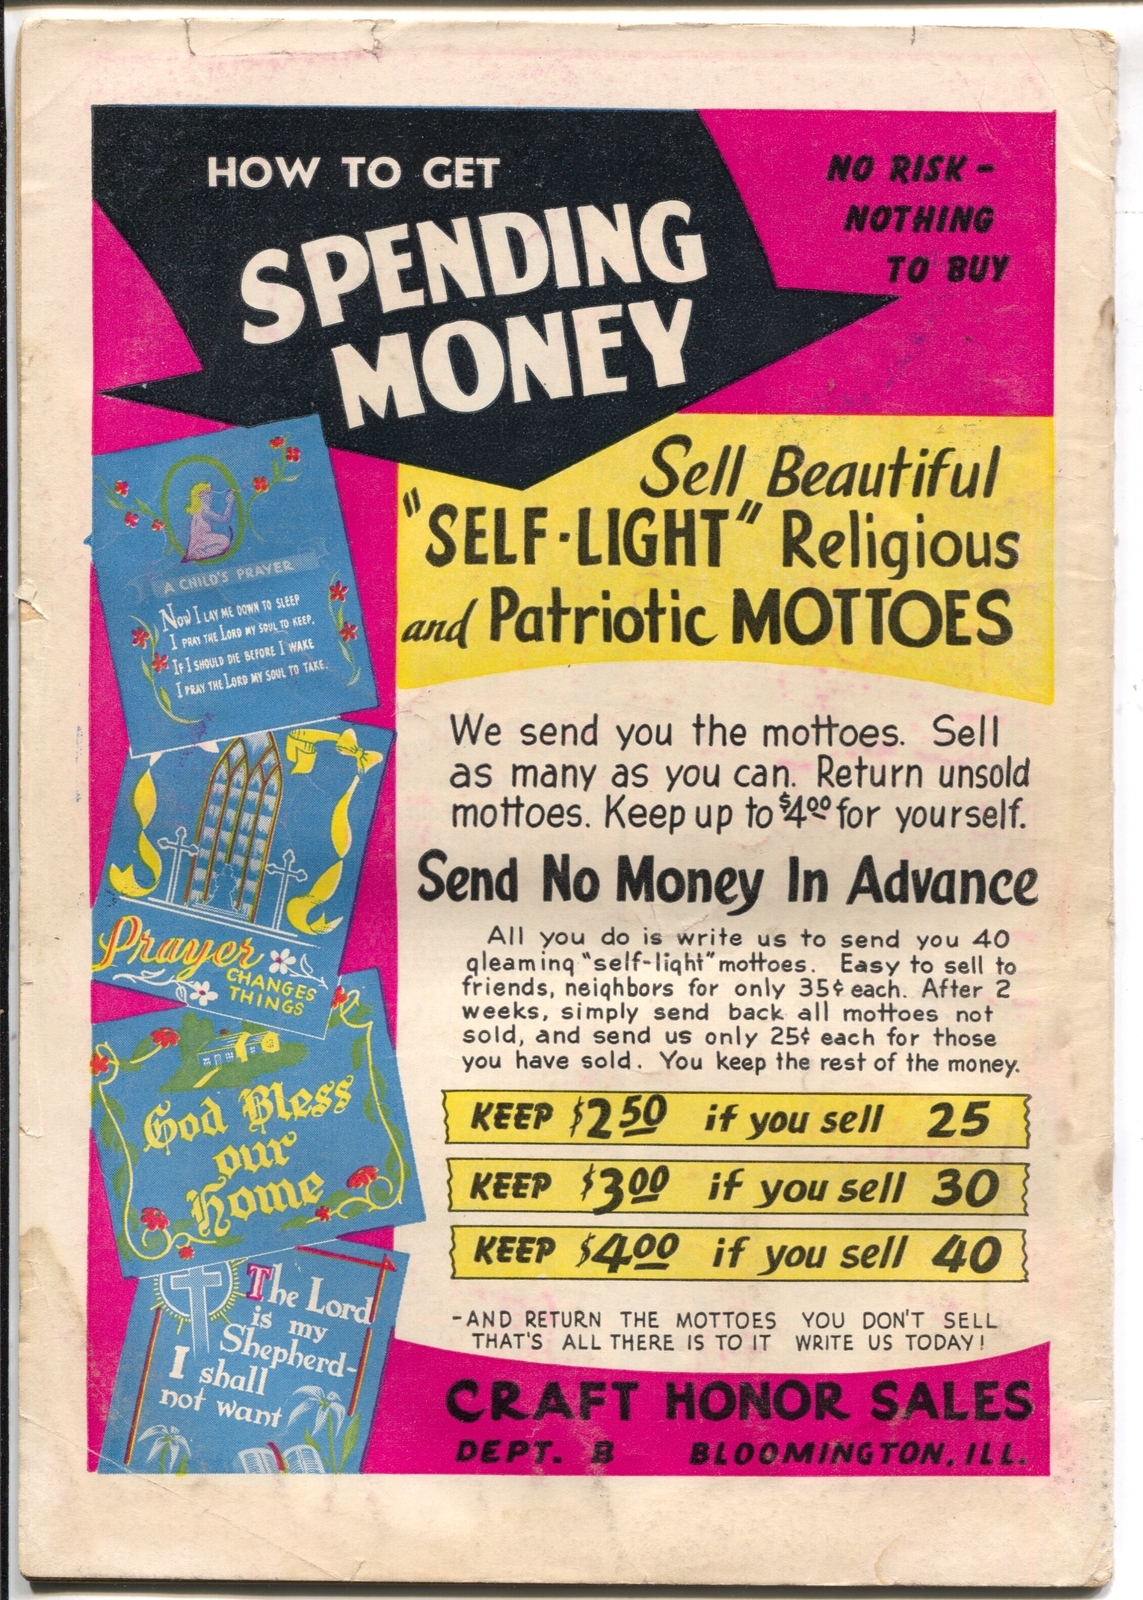 HOW TO GET
SPENDING
MONEY
NO RISK -
NOTHING
TO BUY
Sell Beautiful
"SELF-LIGHT" Religious
and Patriotic MOTTOES
A CHILD'S PRAYER
NOW I LAY ME DOWN TO SLEEP
I PRAY THE LORD MY SOUL TO KEEP.
IF I SHOULD DIE BEFORE I WAKE
I PRAY THE LORD MY SOUL TO TAKE.
Prayer
CHANGES
THINGS
God Bless
our
Home
The Lord
is my
Shepherd-
I shall
not want
We send you the mottoes. Sell
as many as you can. Return unsold
mottoes. Keep up to $4.00 for yourself.
Send No Money In Advance
All you do is write us to send you 40
gleaming "self-light" mottoes. Easy to sell to
friends, neighbors for only 35¢ each. After 2
weeks, simply send back all mottoes not
sold, and send us only 25¢ each for those
you have sold. You keep the rest of the money.
KEEP $2.50 if you sell 25
KEEP $3.00 if you sell 30
KEEP $4.00 if you sell 40
-AND RETURN THE MOTTOES YOU DON'T SELL
THAT'S ALL THERE IS TO IT WRITE US TODAY!
CRAFT HONOR SALES
DEPT. B BLOOMINGTON, ILL.